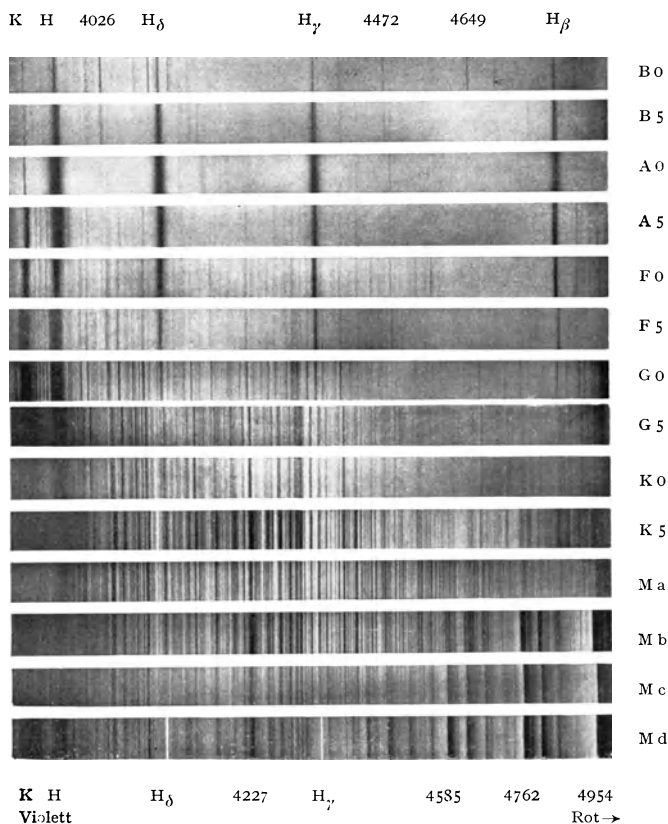 K H 4026 Hδ Hγ 4472 4649 Hβ
B 0
B 5
A 0
A 5
F 0
F 5
G 0
G 5
K 0
K 5
M a
M b
M c
M d
K H Hδ 4227 Hγ 4585 4762 4954
Violett Rot→